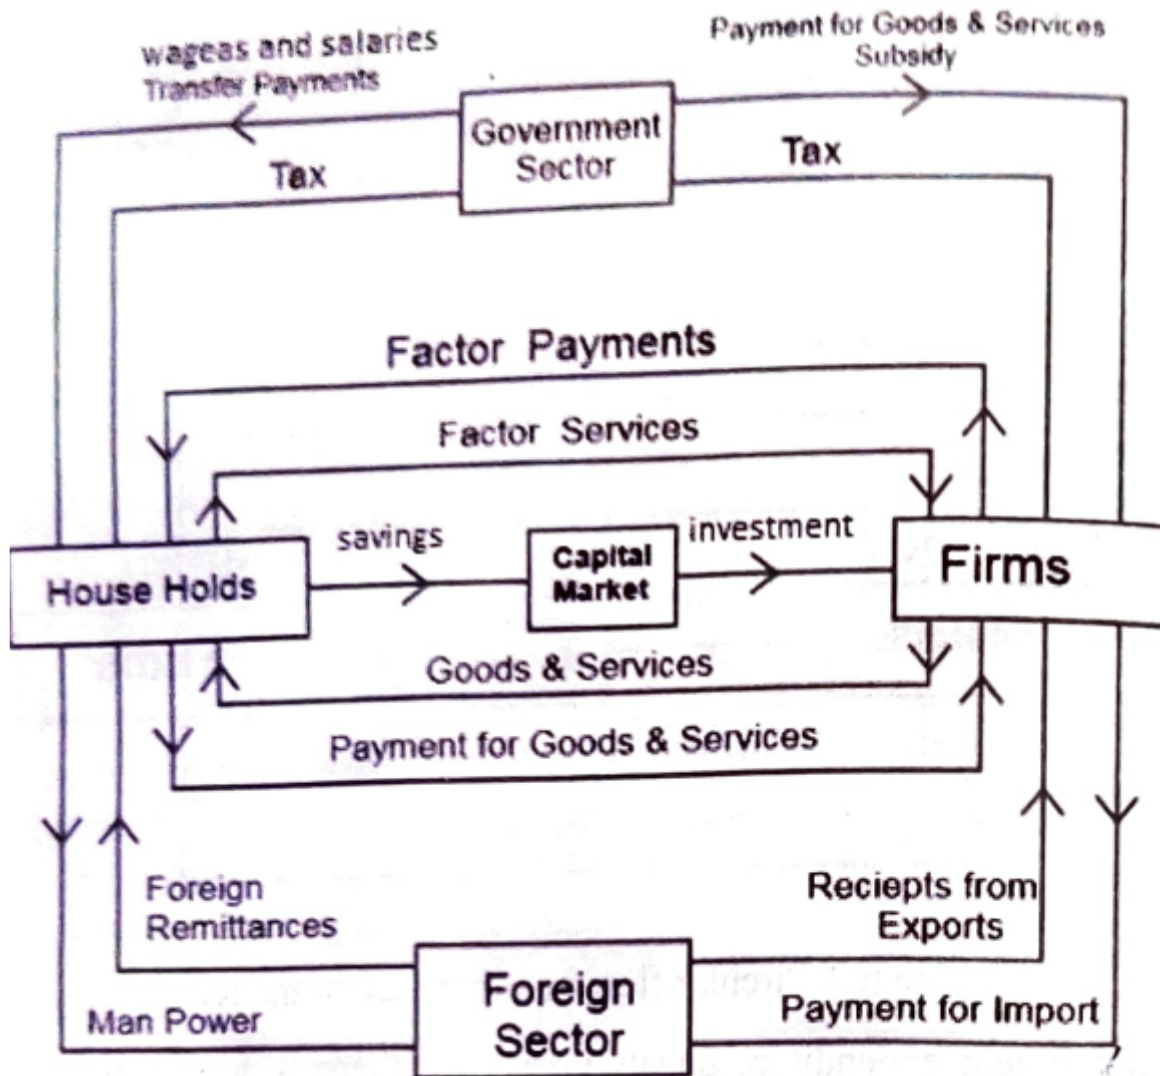 wageas and salaries
Transfer Payments
Payment for Goods & Services
Subsidy
Government
Sector
Tax
Tax
Factor Payments
Factor Services
savings
Capital
Market
investment
House Holds
Firms
Goods & Services
Payment for Goods & Services
Foreign
Remittances
Reciepts from
Exports
Foreign
Sector
Man Power
Payment for Import